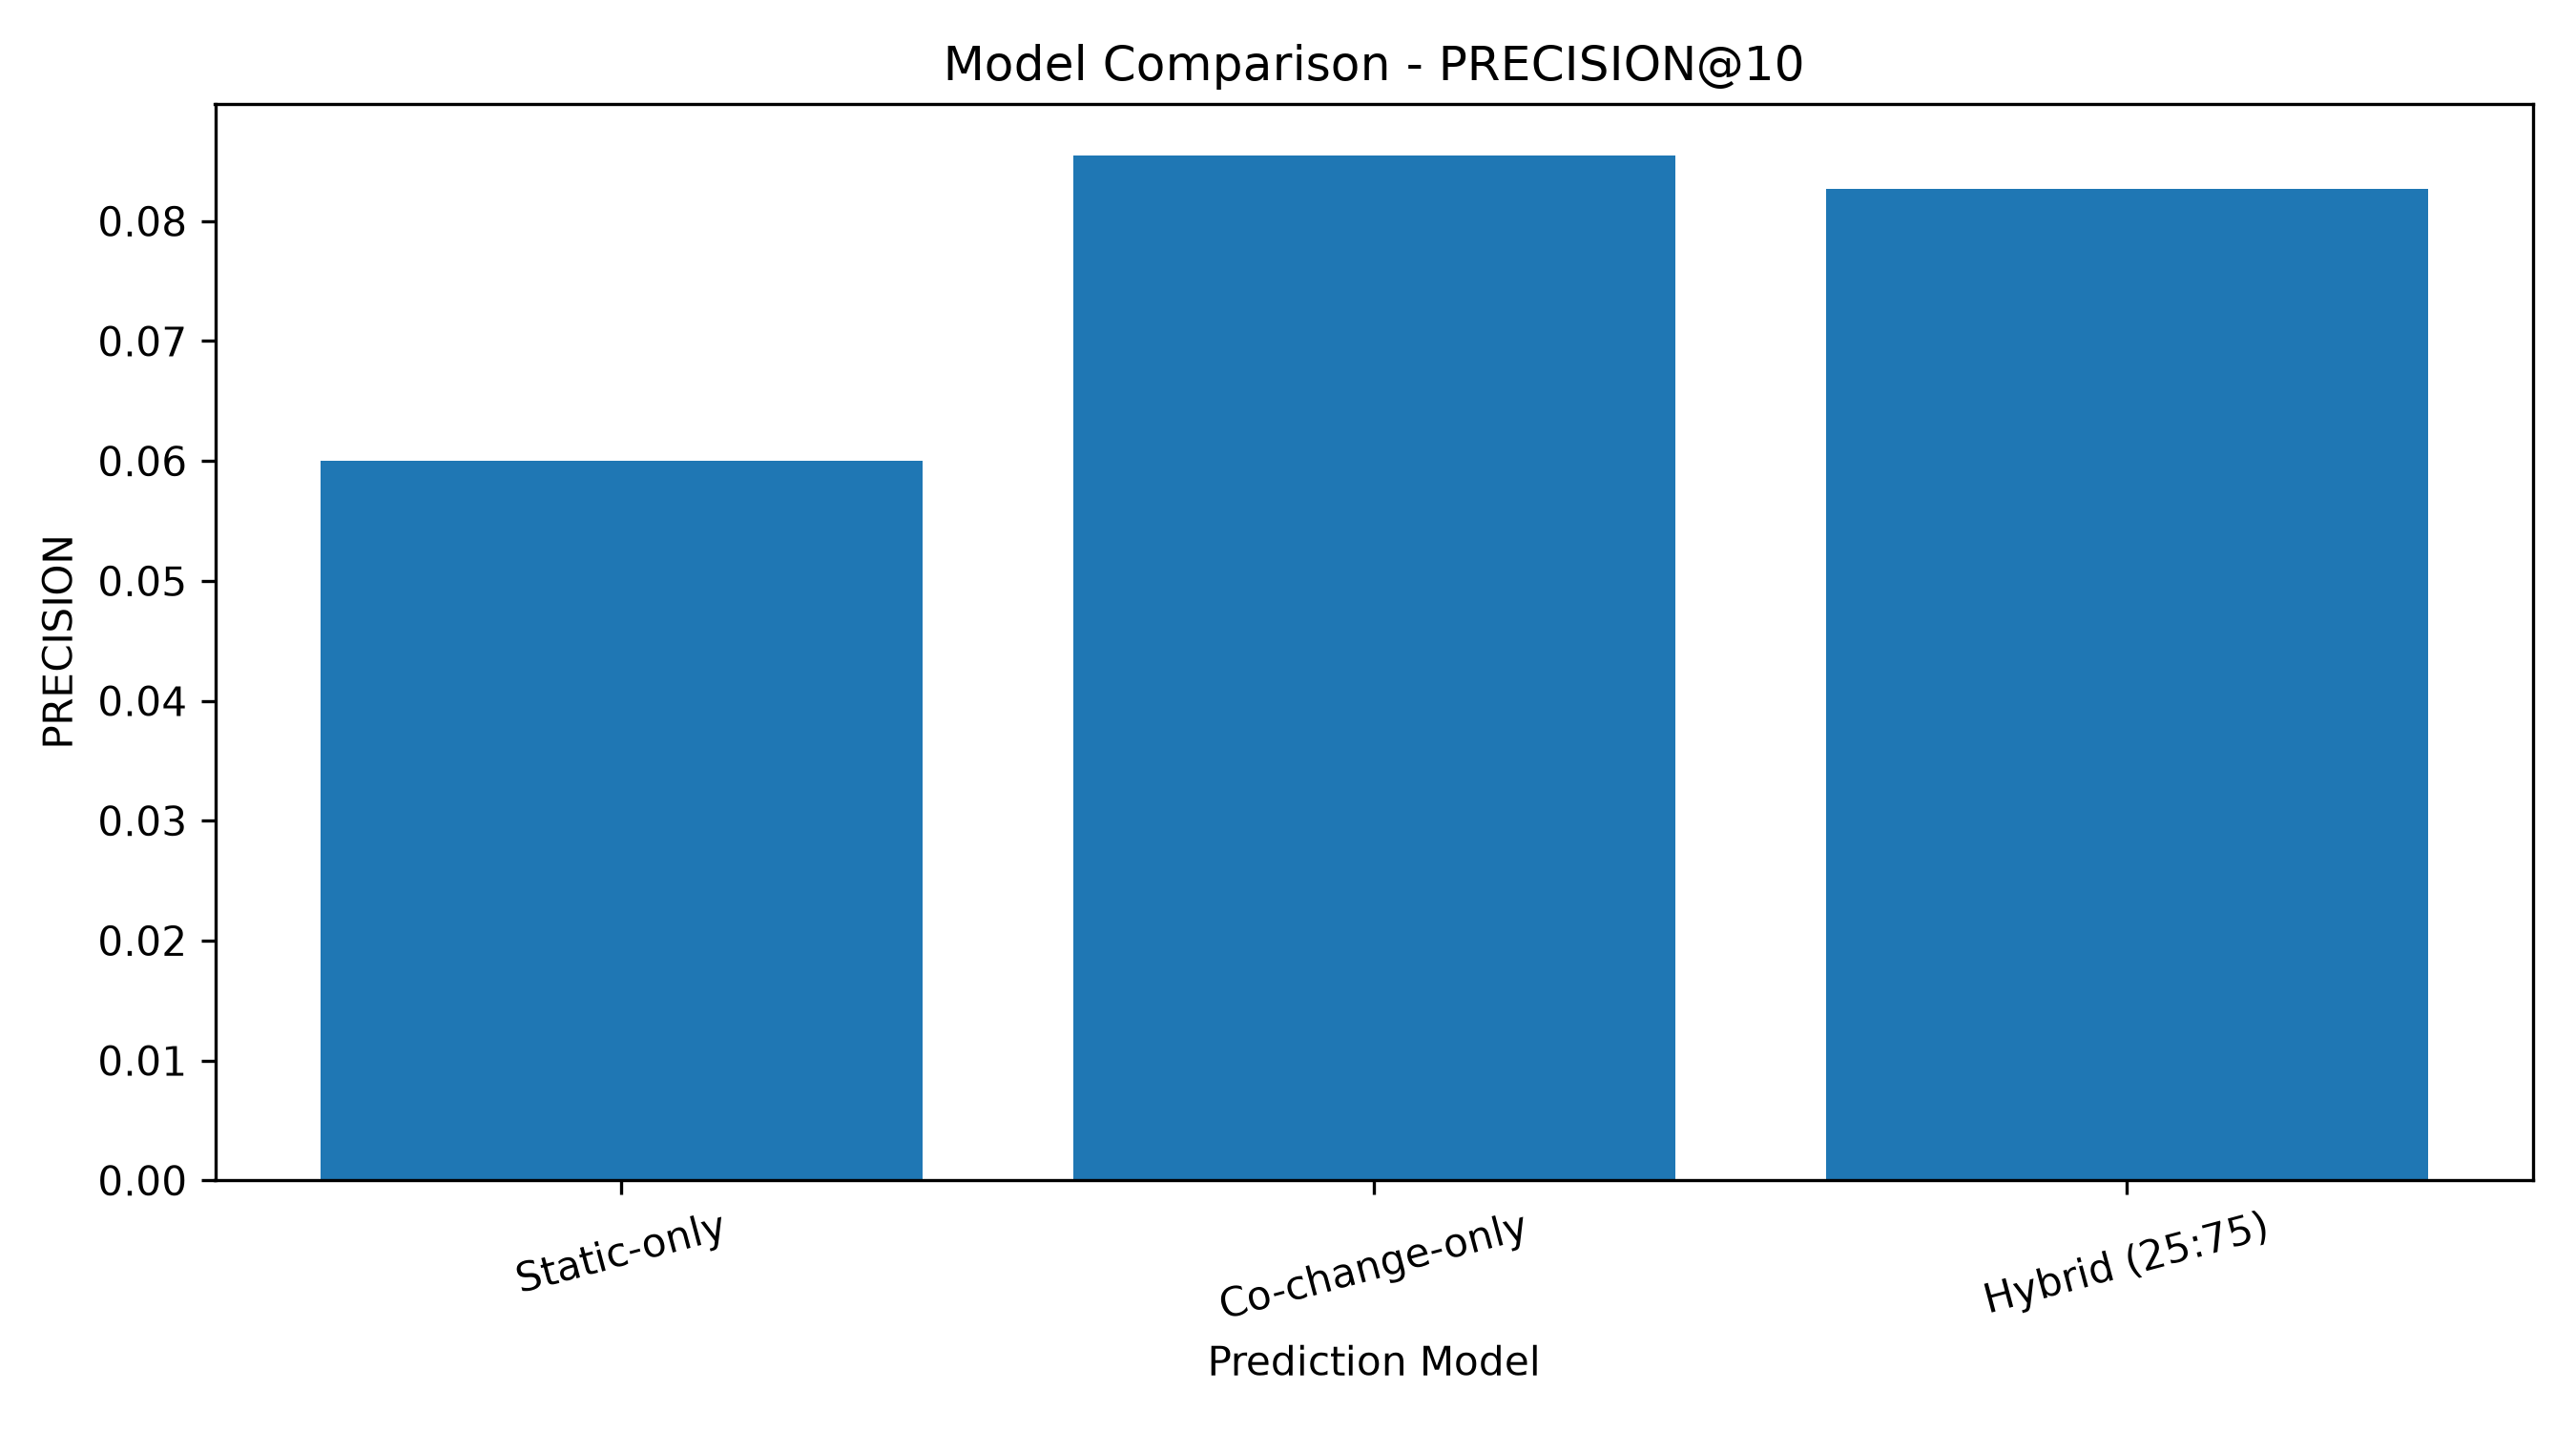 Model Comparison - PRECISION@10
PRECISION
0.08
0.07
0.06
0.05
0.04
0.03
0.02
0.01
0.00
Static-only
Co-change-only
Hybrid (25:75)
Prediction Model